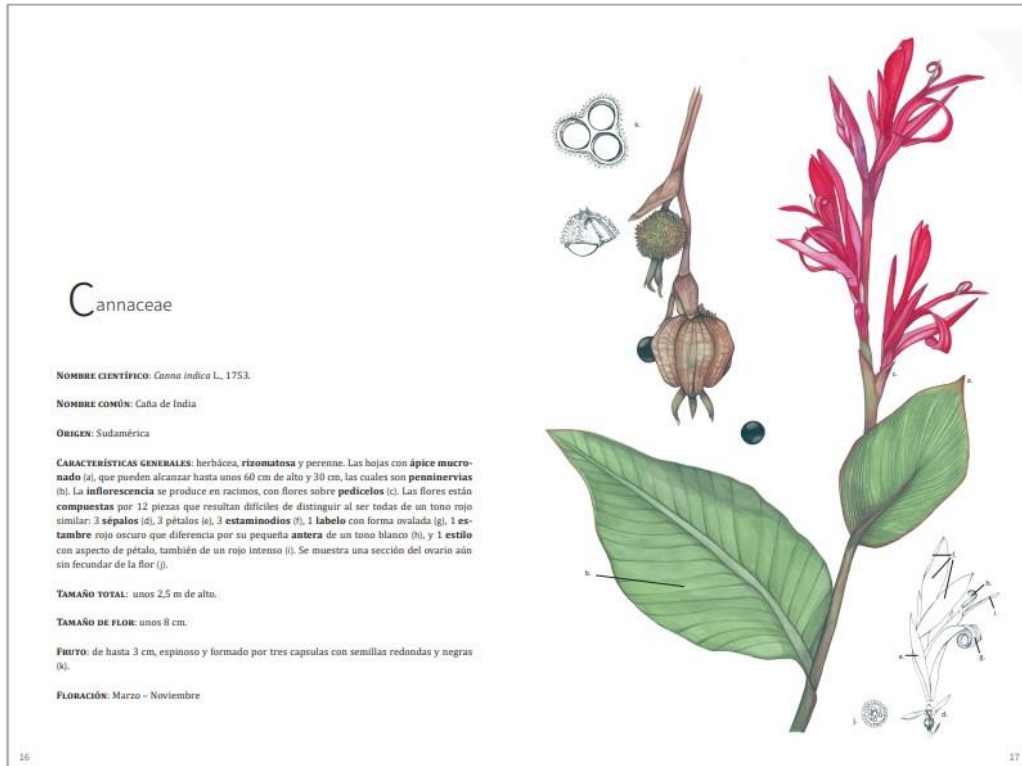 Cannaceae
NOMBRE CIENTÍFICO: Canna indica L., 1753.
NOMBRE COMÚN: Caña de India
ORIGEN: Sudamérica
CARACTERÍSTICAS GENERALES: herbácea, rizomatosa y perenne. Las hojas con ápice mucro-
nado (a), que pueden alcanzar hasta unos 60 cm de alto y 30 cm, las cuales son penninervias
(b). La inflorescencia se produce en racimos, con flores sobre pedicelos (c). Las flores están
compuestas por 12 piezas que resultan difíciles de distinguir al ser todas de un tono rojo
similar: 3 sépalos (d), 3 pétalos (e), 3 estaminodios (f), 1 labelo con forma ovalada (g), 1 es-
tambre rojo oscuro que diferencia por su pequeña antera de un tono blanco (h), y 1 estilo
con aspecto de pétalo, también de un rojo intenso (i). Se muestra una sección del ovario aún
sin fecundar de la flor (j).
TAMAÑO TOTAL: unos 2,5 m de alto.
TAMAÑO DE FLOR: unos 8 cm.
FRUTO: de hasta 3 cm, espinoso y formado por tres capsulas con semillas redondas y negras
(k).
FLORACIÓN: Marzo – Noviembre
16
k.
c.
a.
b.
f.
h.
i.
g.
e.
d.
j.
17